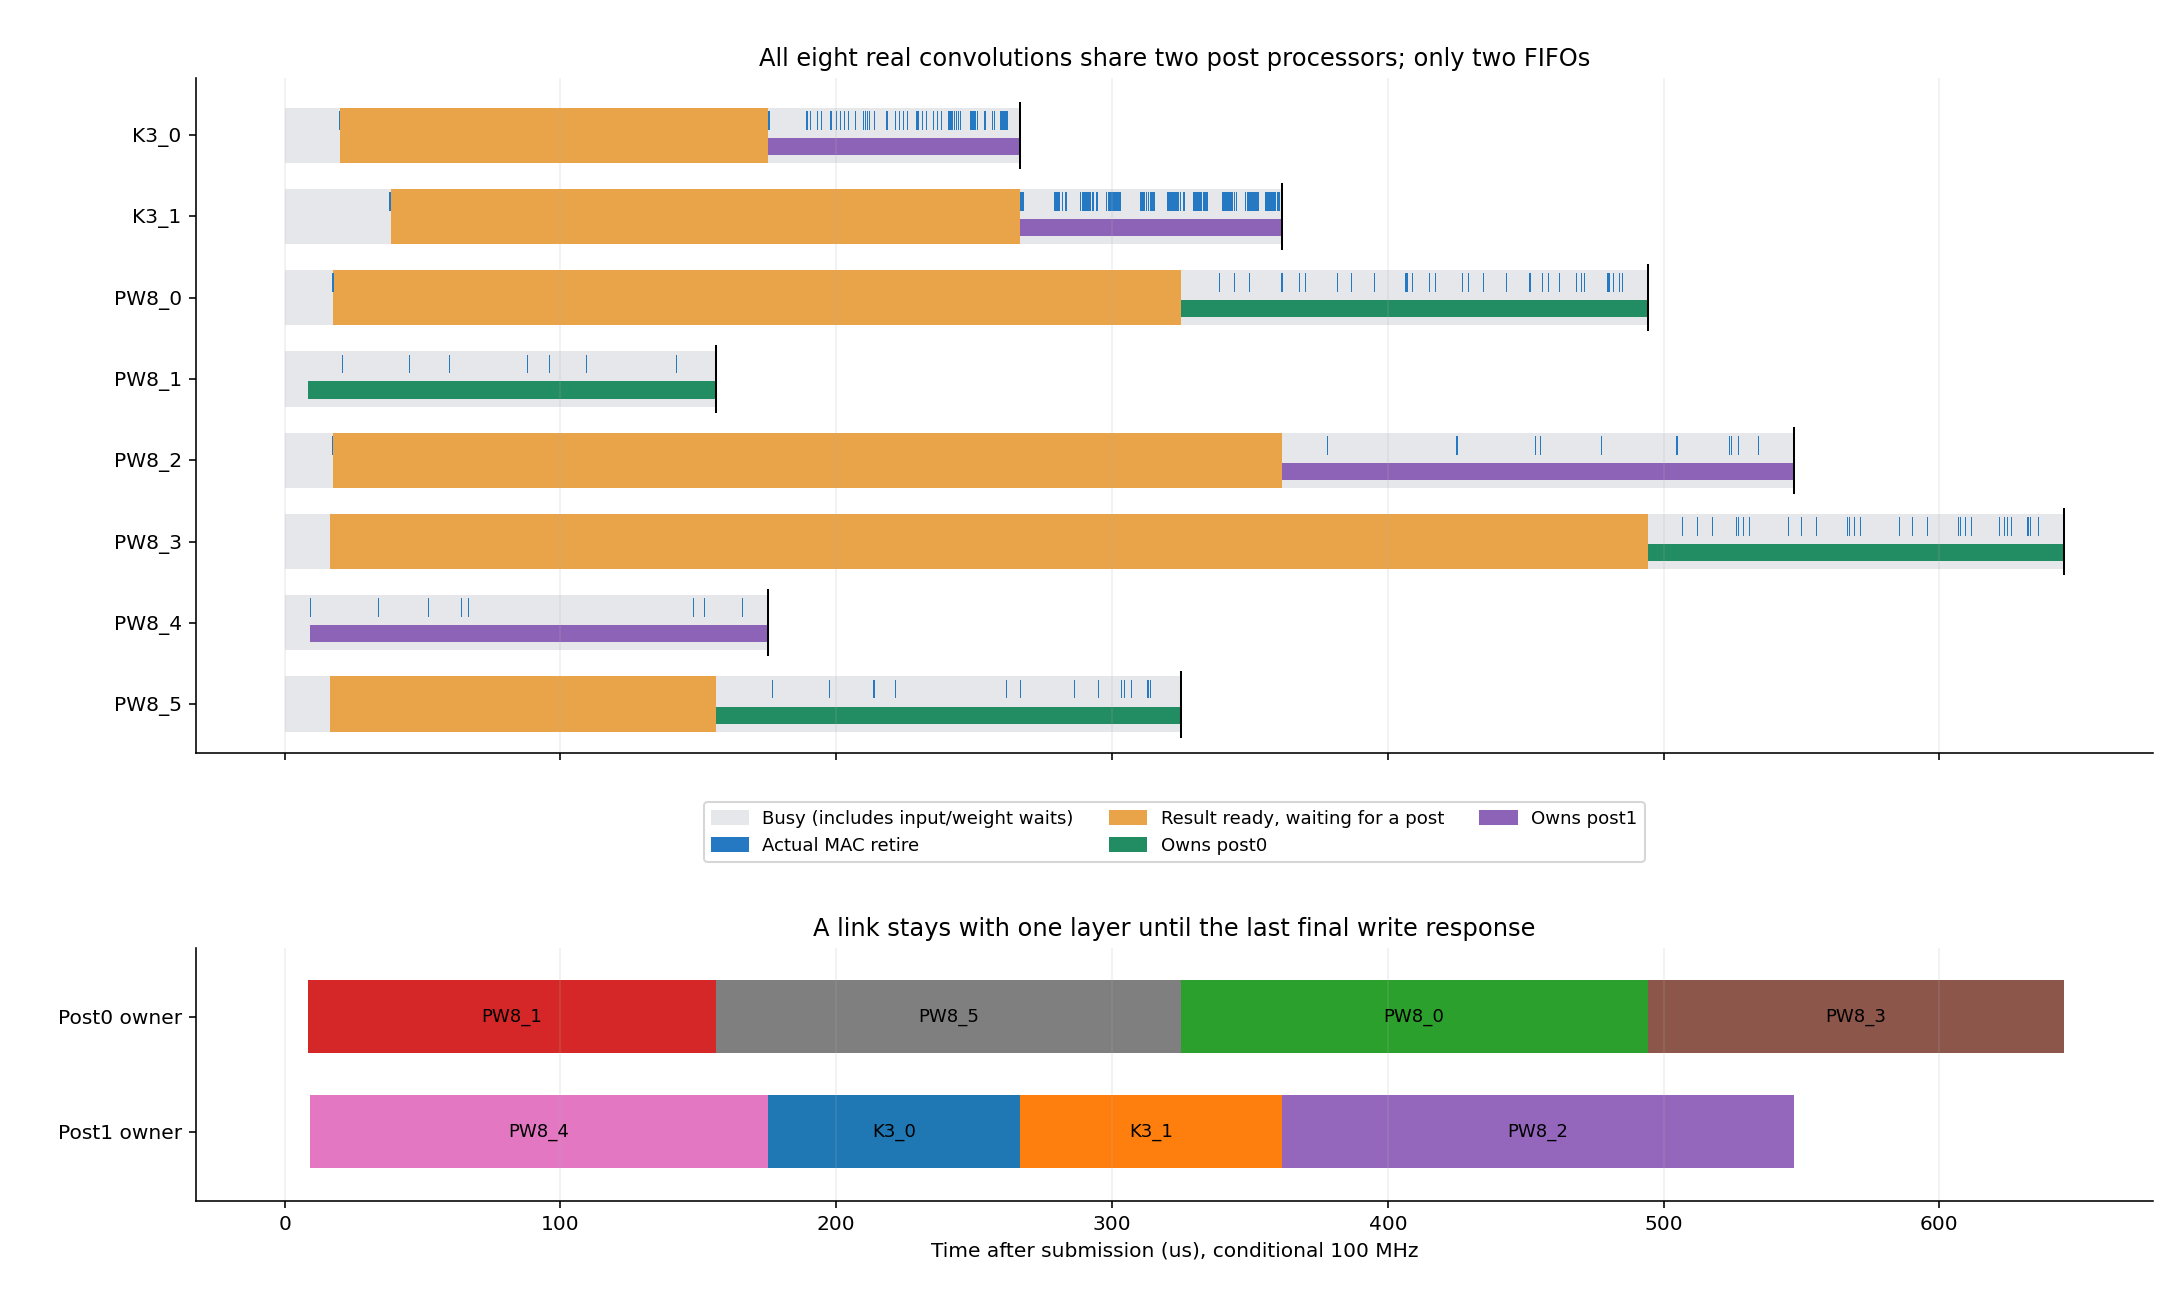 All eight real convolutions share two post processors; only two FIFOs
K3_0
K3_1
PW8_0
PW8_1
PW8_2
PW8_3
PW8_4
PW8_5
Busy (includes input/weight waits)
Actual MAC retire
Result ready, waiting for a post
Owns post0
Owns post1
A link stays with one layer until the last final write response
Post0 owner
PW8_1
PW8_5
PW8_0
PW8_3
Post1 owner
PW8_4
K3_0
K3_1
PW8_2
0 100 200 300 400 500 600
Time after submission (us), conditional 100 MHz